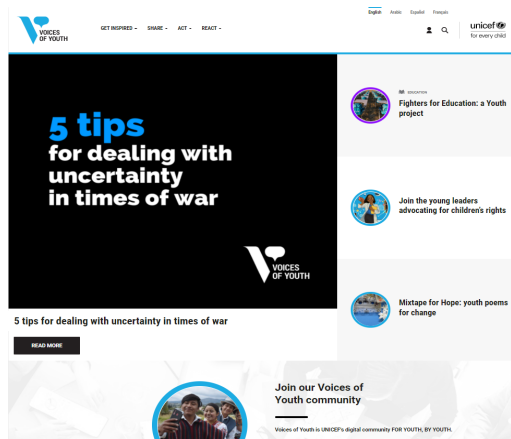 English Arabic Español Français
VOICES
OF YOUTH
GET INSPIRED SHARE ACT REACT
unicef
for every child
5 tips
for dealing with
uncertainty
in times of war
VOICES
OF YOUTH
5 tips for dealing with uncertainty in times of war
READ MORE
EDUCATION
Fighters for Education: a Youth
project
Join the young leaders
advocating for children's rights
Mixtape for Hope: youth poems
for change
Join our Voices of
Youth community
Voices of Youth is UNICEF's digital community FOR YOUTH, BY YOUTH.